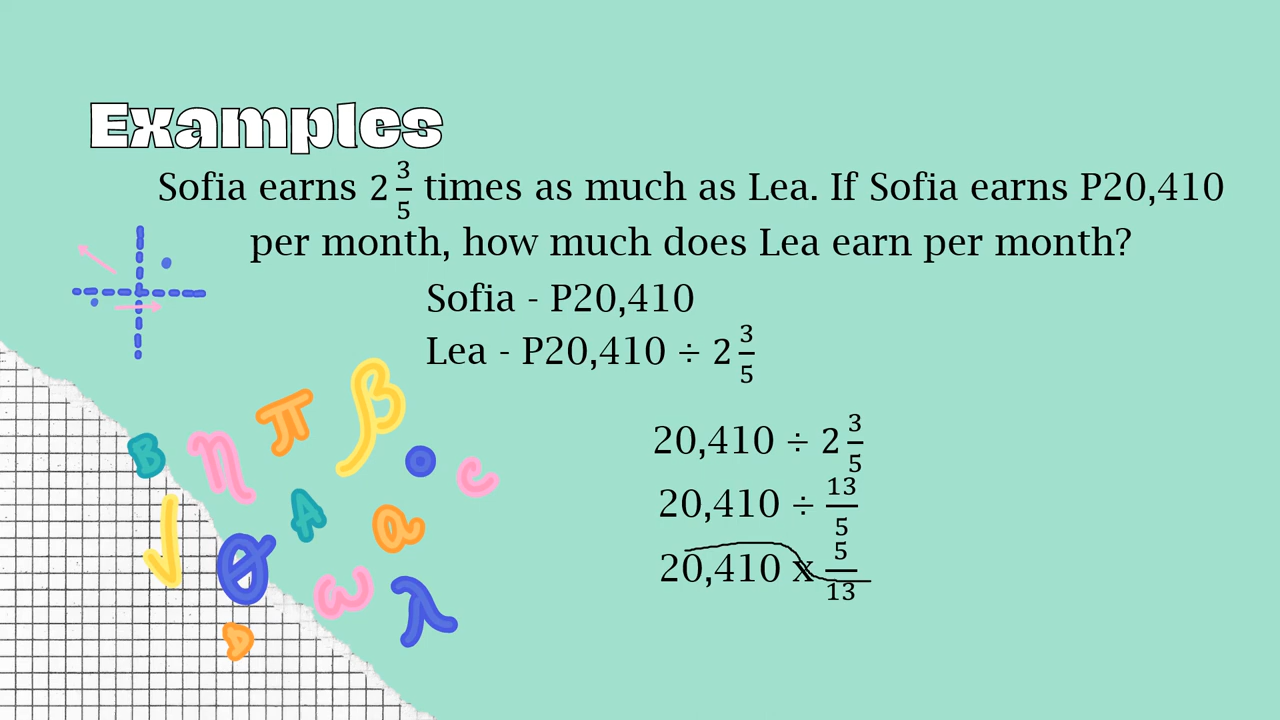 Examples
Sofia earns 2 3/5 times as much as Lea. If Sofia earns P20,410
per month, how much does Lea earn per month?
Sofia - P20,410
Lea - P20,410 ÷ 2 3/5
20,410 ÷ 2 3/5
20,410 ÷ 13/5
20,410 x 5/13
β
π
B
η
ο
c
A
a
√
θ
ω
λ
D